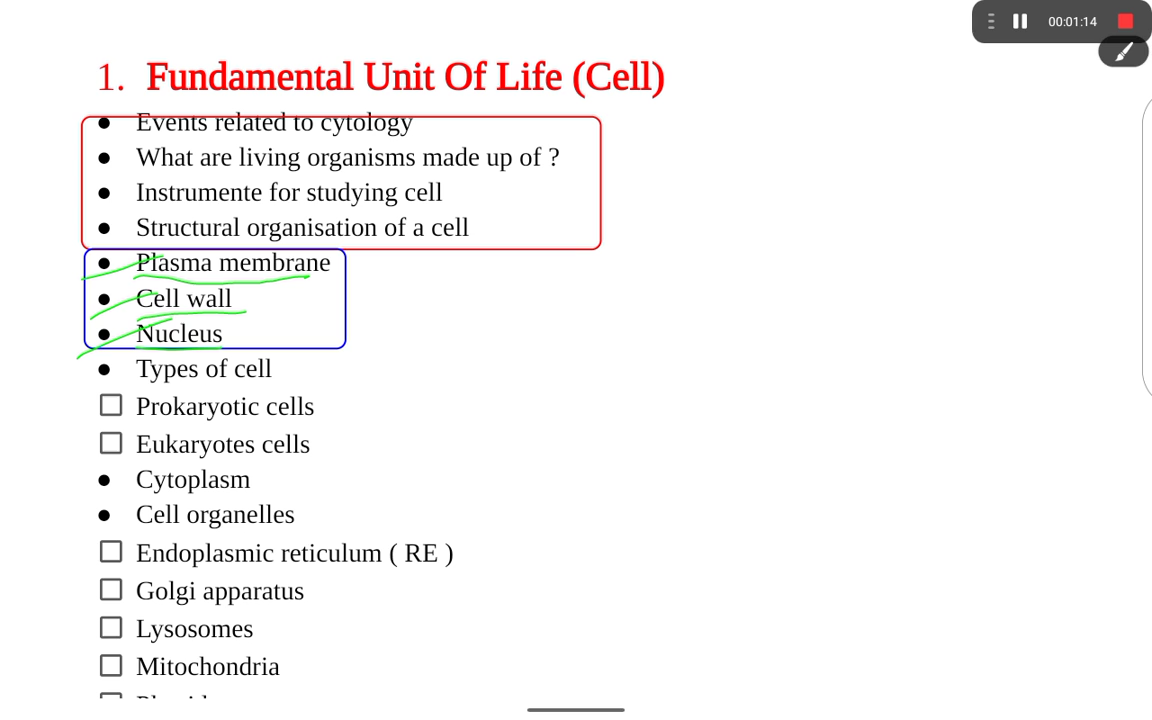 00:01:14
1. Fundamental Unit Of Life (Cell)
● Events related to cytology
● What are living organisms made up of ?
● Instrumente for studying cell
● Structural organisation of a cell
● Plasma membrane
● Cell wall
● Nucleus
● Types of cell
☐ Prokaryotic cells
☐ Eukaryotes cells
● Cytoplasm
● Cell organelles
☐ Endoplasmic reticulum ( RE )
☐ Golgi apparatus
☐ Lysosomes
☐ Mitochondria